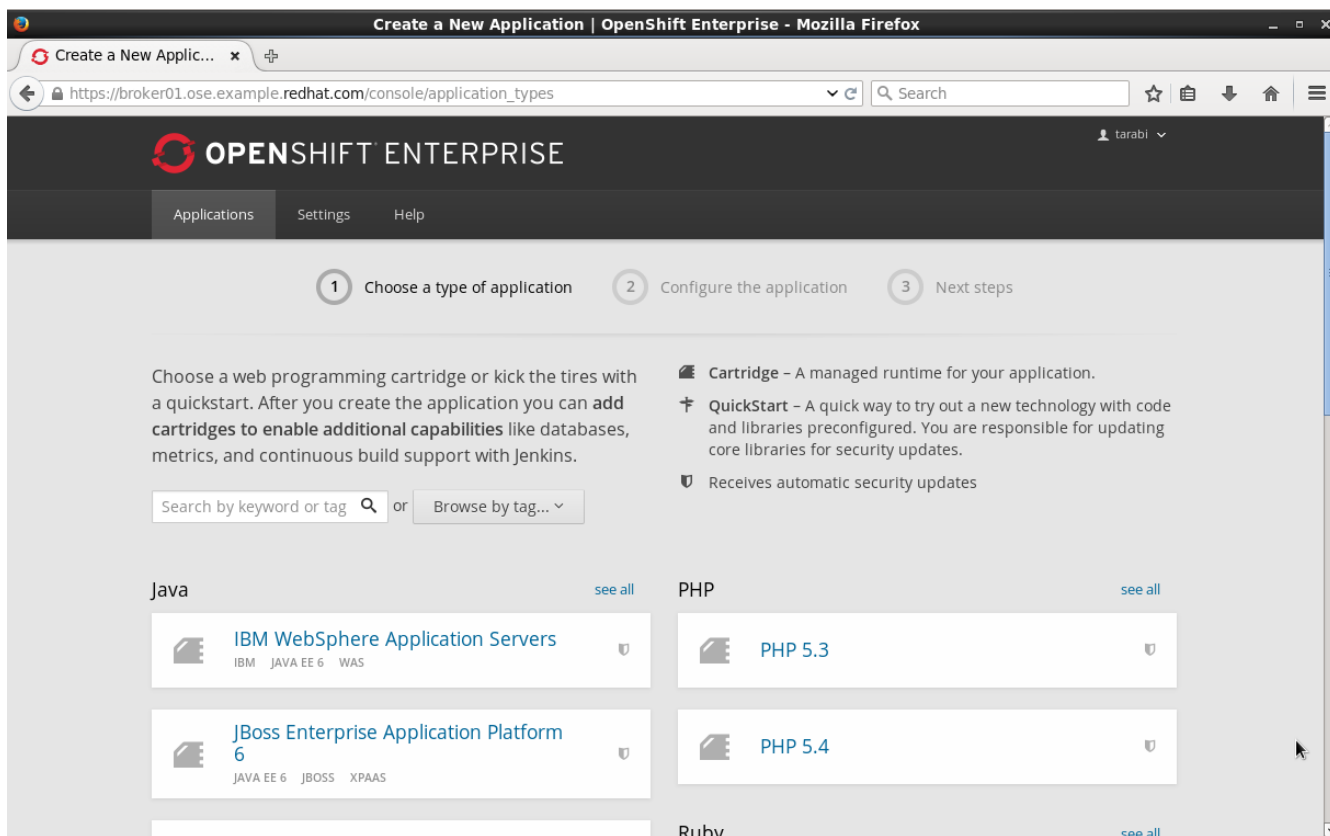 Create a New Application | OpenShift Enterprise - Mozilla Firefox
Create a New Applic...
https://broker01.ose.example.redhat.com/console/application_types
Search
OPENSHIFT ENTERPRISE
tarabi
Applications Settings Help
1 Choose a type of application 2 Configure the application 3 Next steps
Choose a web programming cartridge or kick the tires with
a quickstart. After you create the application you can add
cartridges to enable additional capabilities like databases,
metrics, and continuous build support with Jenkins.
Search by keyword or tag or Browse by tag...
Cartridge – A managed runtime for your application.
QuickStart – A quick way to try out a new technology with code
and libraries preconfigured. You are responsible for updating
core libraries for security updates.
Receives automatic security updates
Java see all
IBM WebSphere Application Servers
IBM JAVA EE 6 WAS
JBoss Enterprise Application Platform
6
JAVA EE 6 JBOSS XPAAS
PHP see all
PHP 5.3
PHP 5.4
Ruby see all